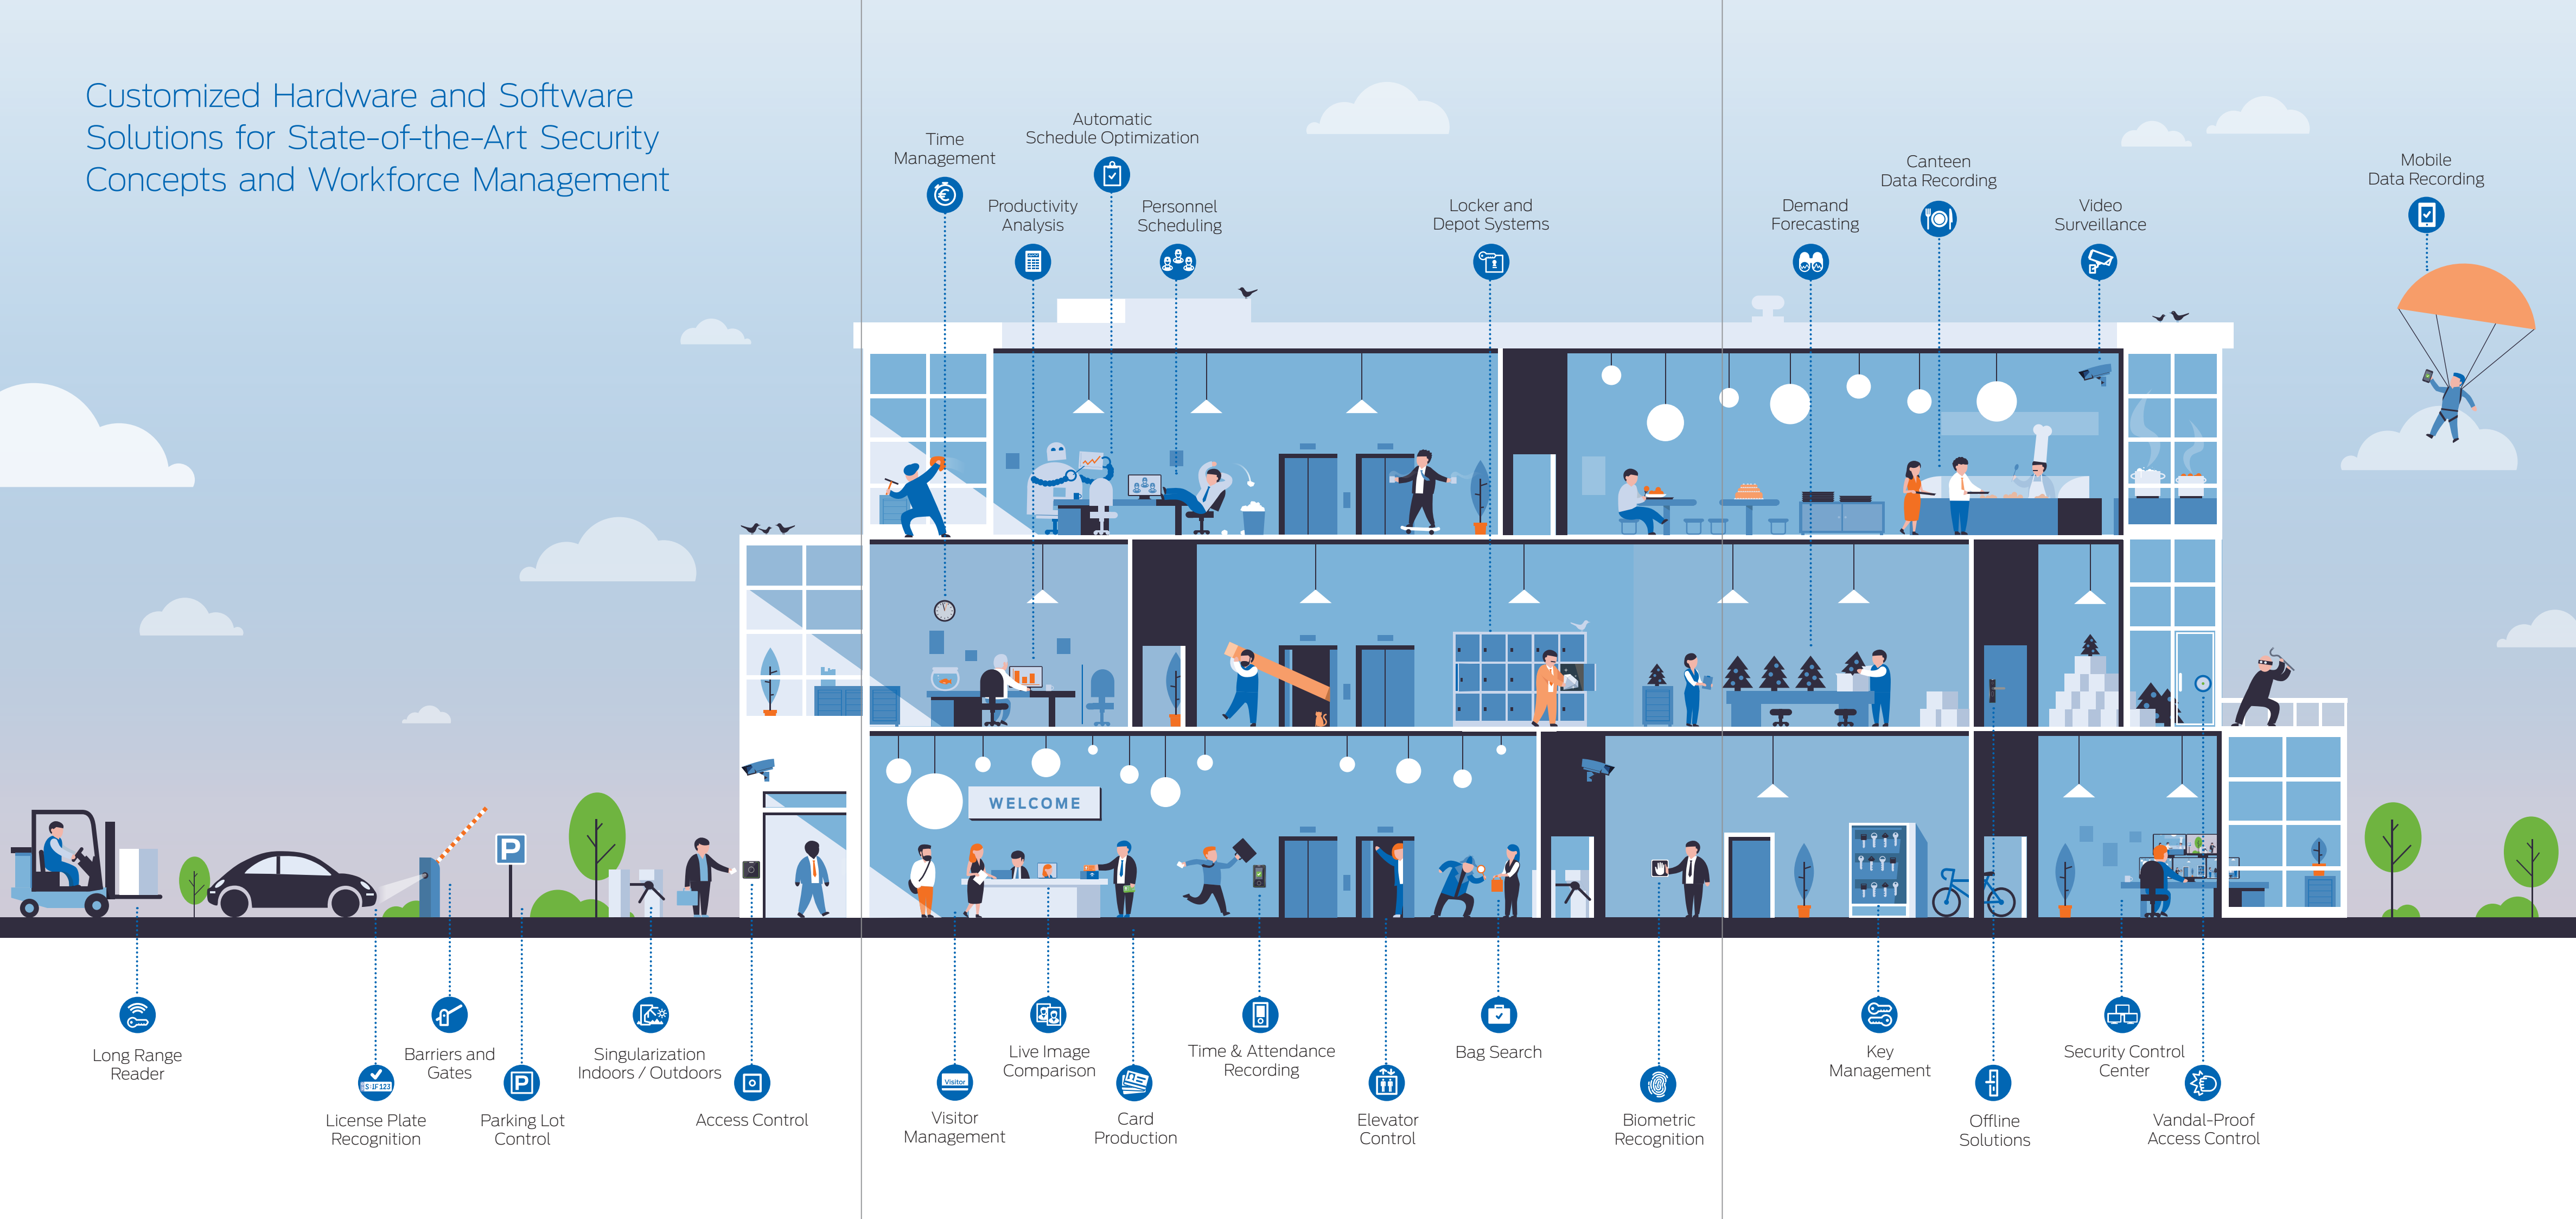 Customized Hardware and Software
Solutions for State-of-the-Art Security
Concepts and Workforce Management
Time
Management
Automatic
Schedule Optimization
Productivity
Analysis
Personnel
Scheduling
Locker and
Depot Systems
Demand
Forecasting
Canteen
Data Recording
Video
Surveillance
Mobile
Data Recording
€
WELCOME
P
Long Range
Reader
S:IF 123
License Plate
Recognition
Barriers and
Gates
P
Parking Lot
Control
Singularization
Indoors / Outdoors
Access Control
Visitor
Visitor
Management
Live Image
Comparison
Card
Production
Time & Attendance
Recording
Elevator
Control
Bag Search
Biometric
Recognition
Key
Management
Offline
Solutions
Security Control
Center
Vandal-Proof
Access Control